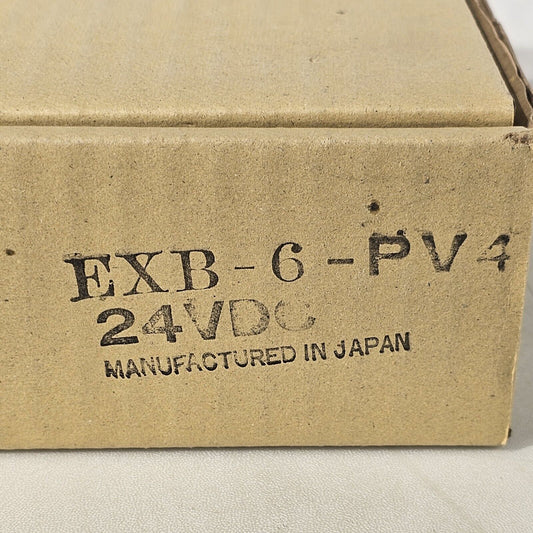 EXB-6-PV4
24VDC
MANUFACTURED IN JAPAN